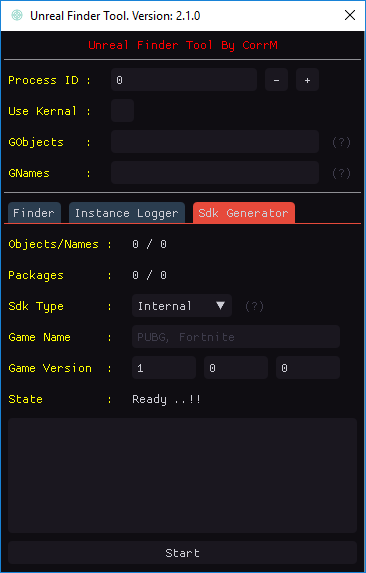 Unreal Finder Tool. Version: 2.1.0
Unreal Finder Tool By CorrM
Process ID : 0 - +
Use Kernal :
GObjects : (?)
GNames : (?)
Finder Instance Logger Sdk Generator
Objects/Names : 0 / 0
Packages : 0 / 0
Sdk Type : Internal (?)
Game Name : PUBG, Fortnite
Game Version : 1 0 0
State : Ready ..!!
Start